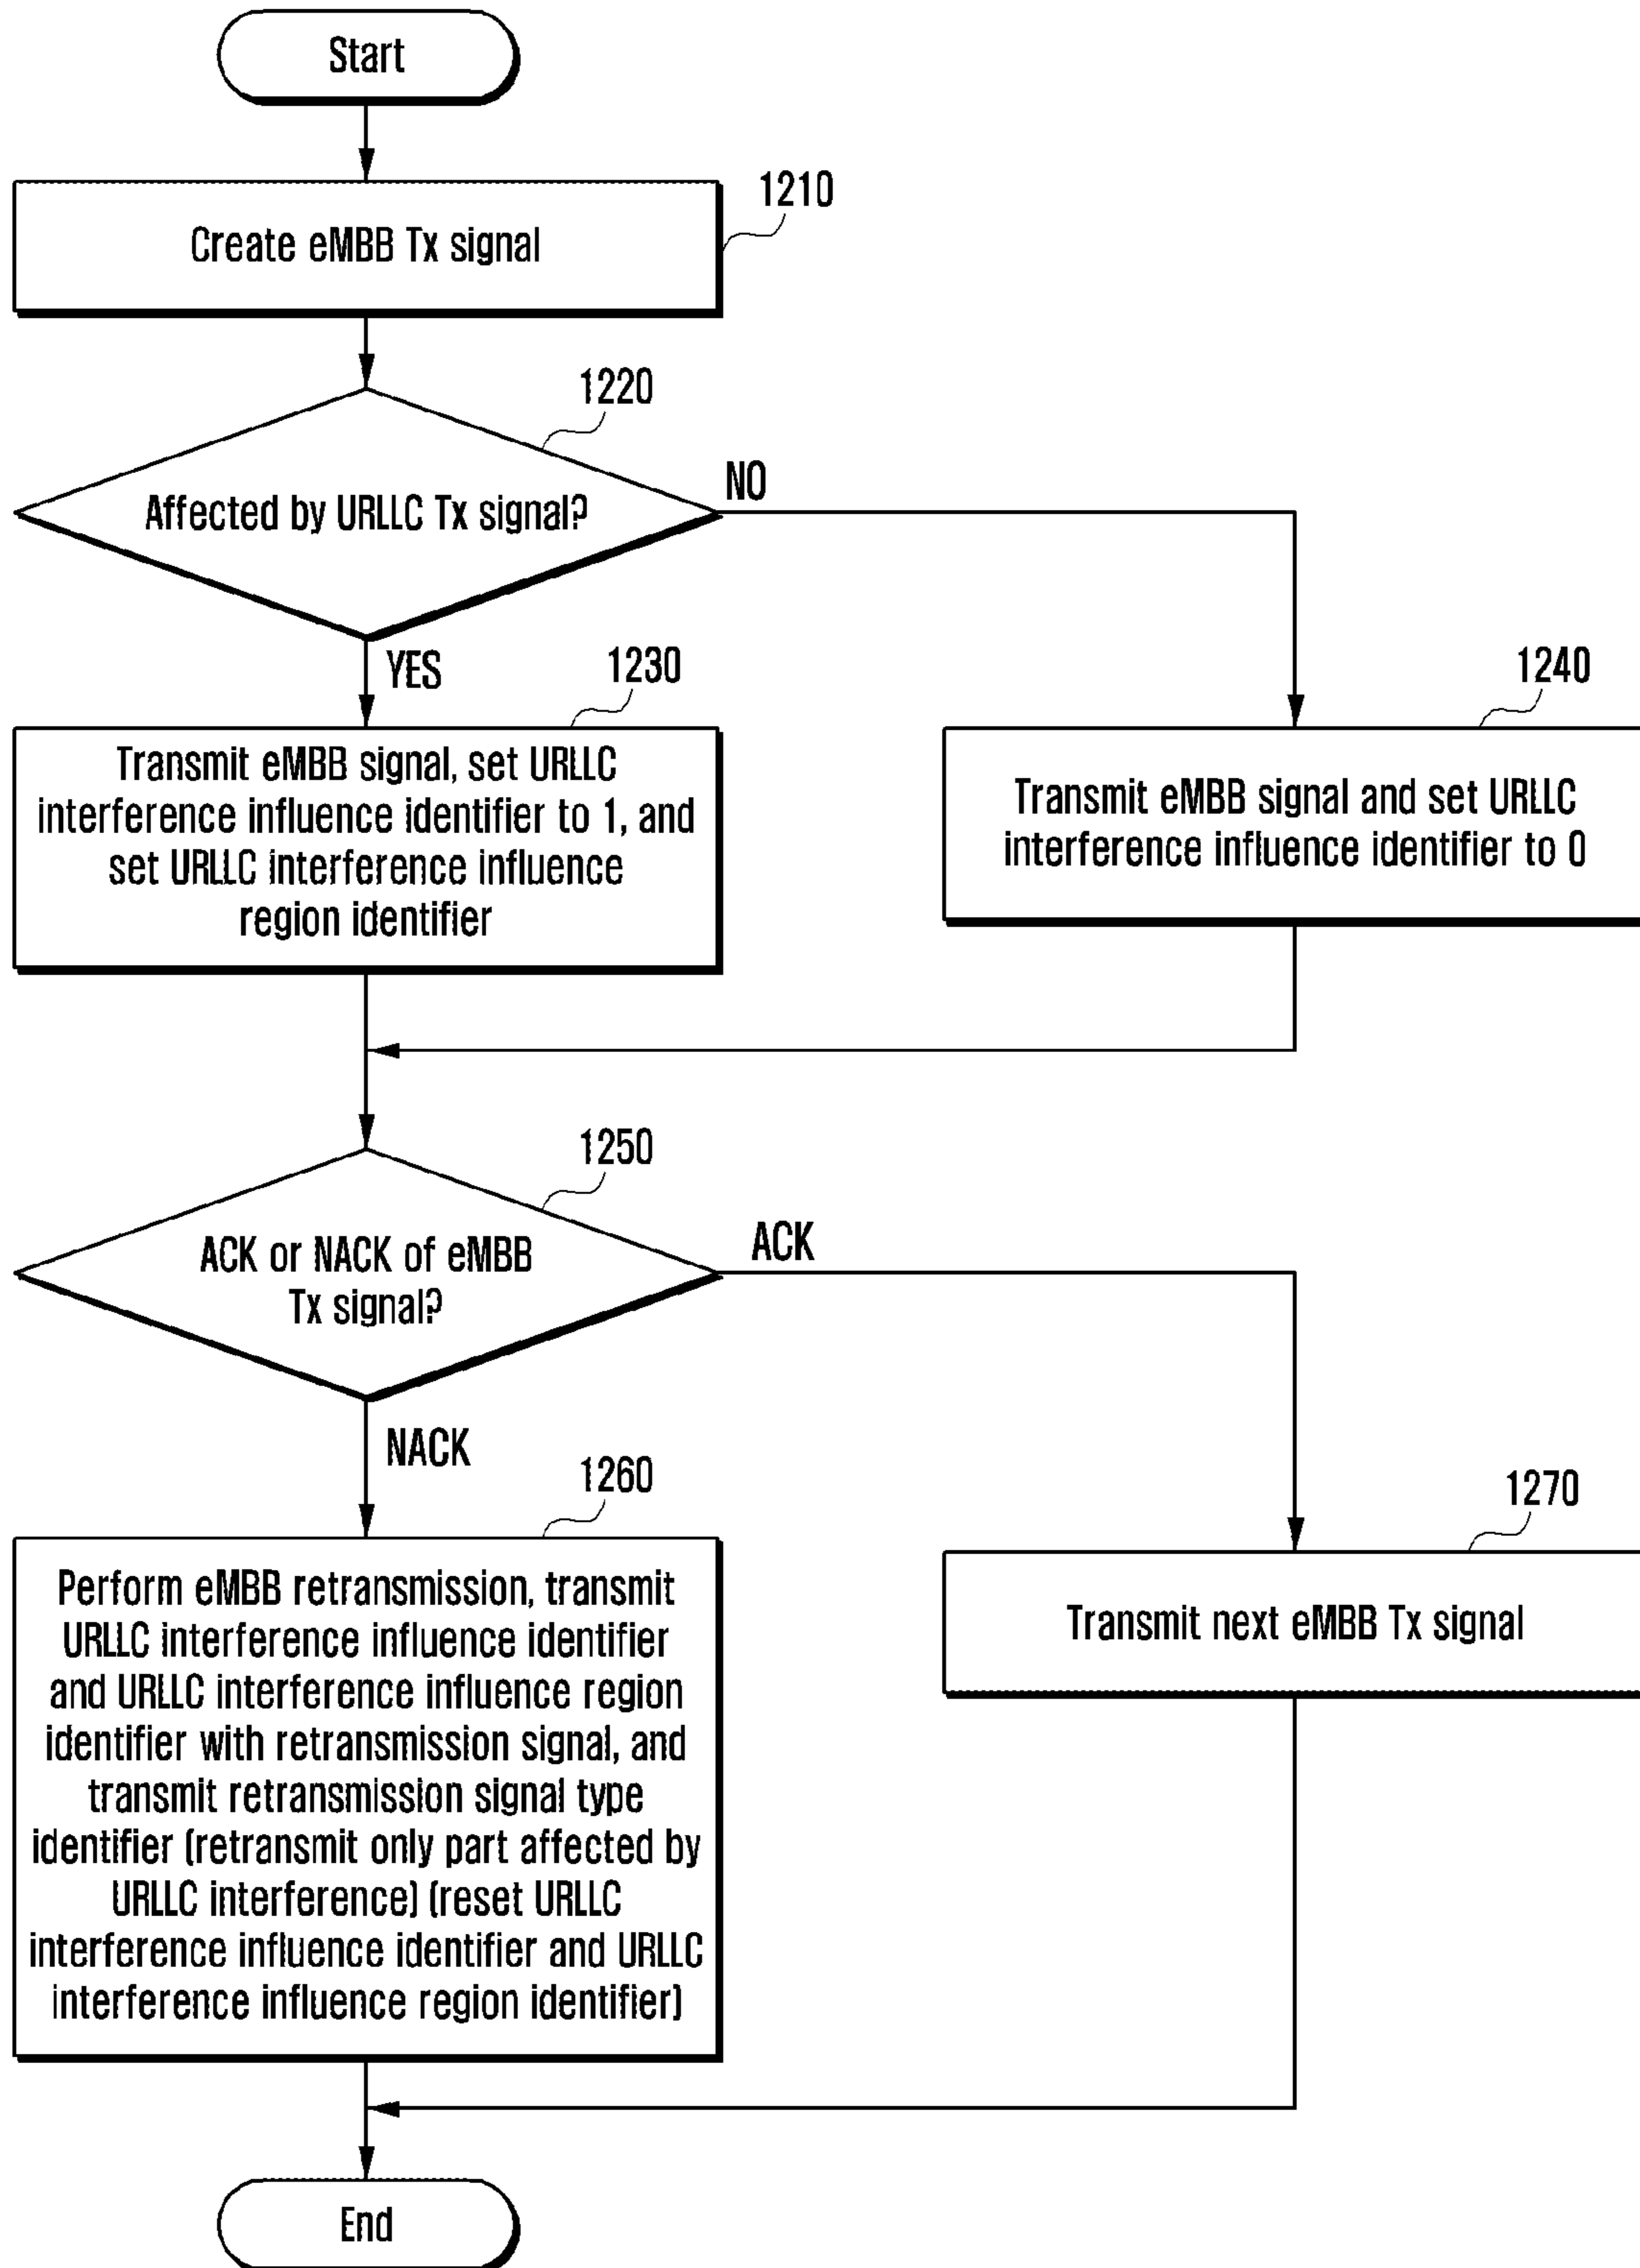 Start
1210
Create eMBB Tx signal
1220
Affected by URLLC Tx signal?
NO
YES
1230
Transmit eMBB signal, set URLLC
interference influence identifier to 1, and
set URLLC interference influence
region identifier
1240
Transmit eMBB signal and set URLLC
interference influence identifier to 0
1250
ACK or NACK of eMBB
Tx signal?
ACK
NACK
1260
Perform eMBB retransmission, transmit
URLLC interference influence identifier
and URLLC interference influence region
identifier with retransmission signal, and
transmit retransmission signal type
identifier (retransmit only part affected by
URLLC interference) (reset URLLC
interference influence identifier and URLLC
interference influence region identifier)
1270
Transmit next eMBB Tx signal
End